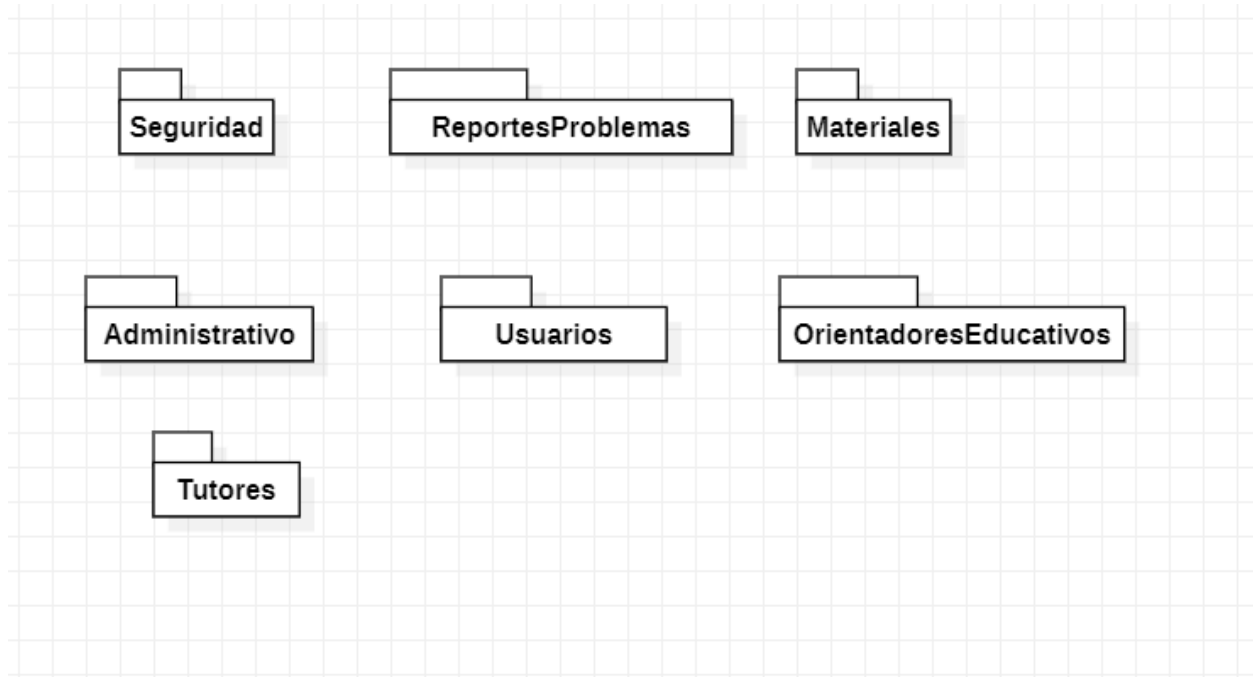 Seguridad
ReportesProblemas
Materiales
Administrativo
Usuarios
OrientadoresEducativos
Tutores